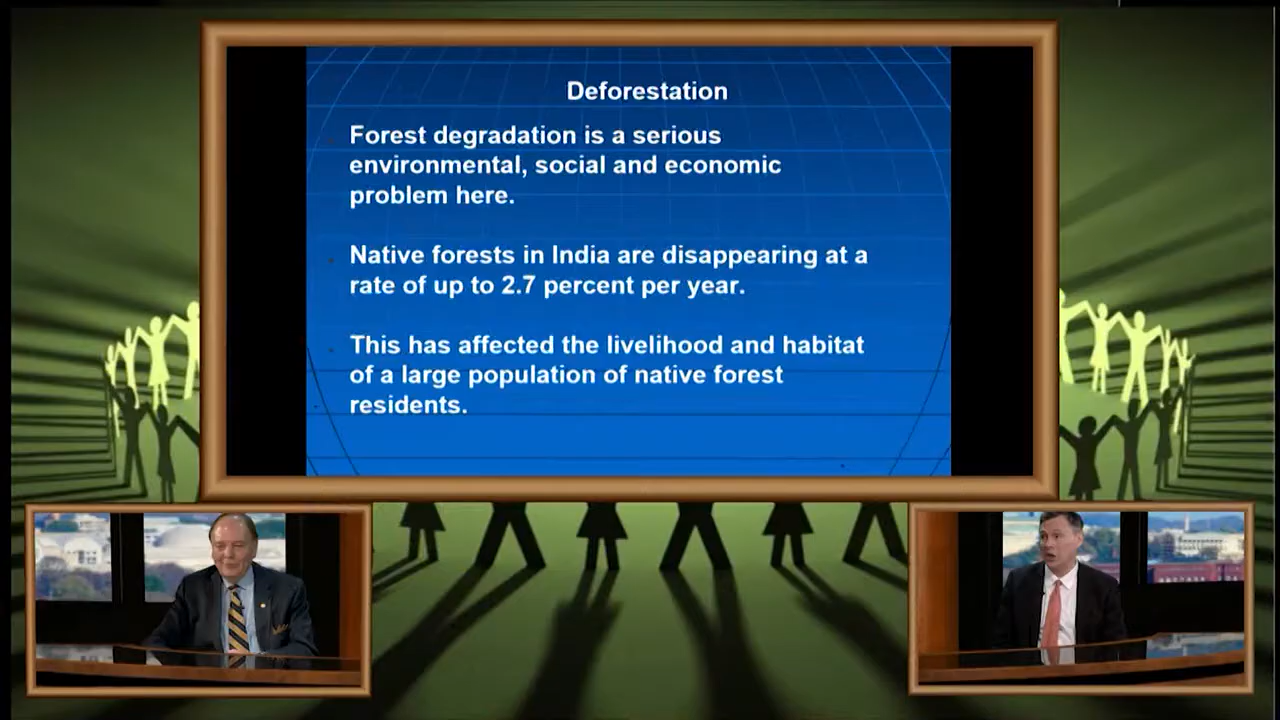 Deforestation
Forest degradation is a serious
environmental, social and economic
problem here.
Native forests in India are disappearing at a
rate of up to 2.7 percent per year.
This has affected the livelihood and habitat
of a large population of native forest
residents.